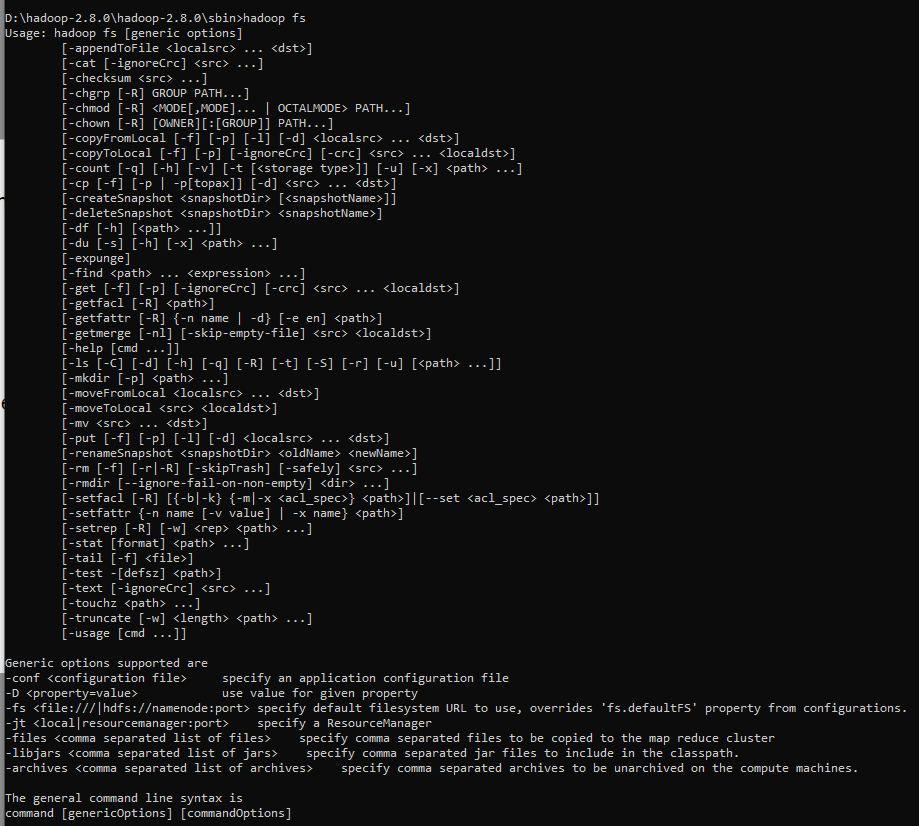 D:\hadoop-2.8.0\hadoop-2.8.0\sbin>hadoop fs
Usage: hadoop fs [generic options]
[-appendToFile <localsrc> ... <dst>]
[-cat [-ignoreCrc] <src> ...]
[-checksum <src> ...]
[-chgrp [-R] GROUP PATH...]
[-chmod [-R] <MODE[,MODE]... | OCTALMODE> PATH...]
[-chown [-R] [OWNER][:[GROUP]] PATH...]
[-copyFromLocal [-f] [-p] [-l] [-d] <localsrc> ... <dst>]
[-copyToLocal [-f] [-p] [-ignoreCrc] [-crc] <src> ... <localdst>]
[-count [-q] [-h] [-v] [-t [<storage type>]] [-u] [-x] <path> ...]
[-cp [-f] [-p | -p[topax]] [-d] <src> ... <dst>]
[-createSnapshot <snapshotDir> [<snapshotName>]]
[-deleteSnapshot <snapshotDir> <snapshotName>]
[-df [-h] [<path> ...]]
[-du [-s] [-h] [-x] <path> ...]
[-expunge]
[-find <path> ... <expression> ...]
[-get [-f] [-p] [-ignoreCrc] [-crc] <src> ... <localdst>]
[-getfacl [-R] <path>]
[-getfattr [-R] {-n name | -d} [-e en] <path>]
[-getmerge [-nl] [-skip-empty-file] <src> <localdst>]
[-help [cmd ...]]
[-ls [-C] [-d] [-h] [-q] [-R] [-t] [-S] [-r] [-u] [<path> ...]]
[-mkdir [-p] <path> ...]
[-moveFromLocal <localsrc> ... <dst>]
[-moveToLocal <src> <localdst>]
[-mv <src> ... <dst>]
[-put [-f] [-p] [-l] [-d] <localsrc> ... <dst>]
[-renameSnapshot <snapshotDir> <oldName> <newName>]
[-rm [-f] [-r|-R] [-skipTrash] [-safely] <src> ...]
[-rmdir [--ignore-fail-on-non-empty] <dir> ...]
[-setfacl [-R] [{-b|-k} {-m|-x <acl_spec>} <path>]|[--set <acl_spec> <path>]]
[-setfattr {-n name [-v value] | -x name} <path>]
[-setrep [-R] [-w] <rep> <path> ...]
[-stat [format] <path> ...]
[-tail [-f] <file>]
[-test -[defsz] <path>]
[-text [-ignoreCrc] <src> ...]
[-touchz <path> ...]
[-truncate [-w] <length> <path> ...]
[-usage [cmd ...]]
Generic options supported are
-conf <configuration file>     specify an application configuration file
-D <property=value>            use value for given property
-fs <file:///|hdfs://namenode:port> specify default filesystem URL to use, overrides 'fs.defaultFS' property from configurations.
-jt <local|resourcemanager:port>    specify a ResourceManager
-files <comma separated list of files>    specify comma separated files to be copied to the map reduce cluster
-libjars <comma separated list of jars>    specify comma separated jar files to include in the classpath.
-archives <comma separated list of archives>    specify comma separated archives to be unarchived on the compute machines.
The general command line syntax is
command [genericOptions] [commandOptions]